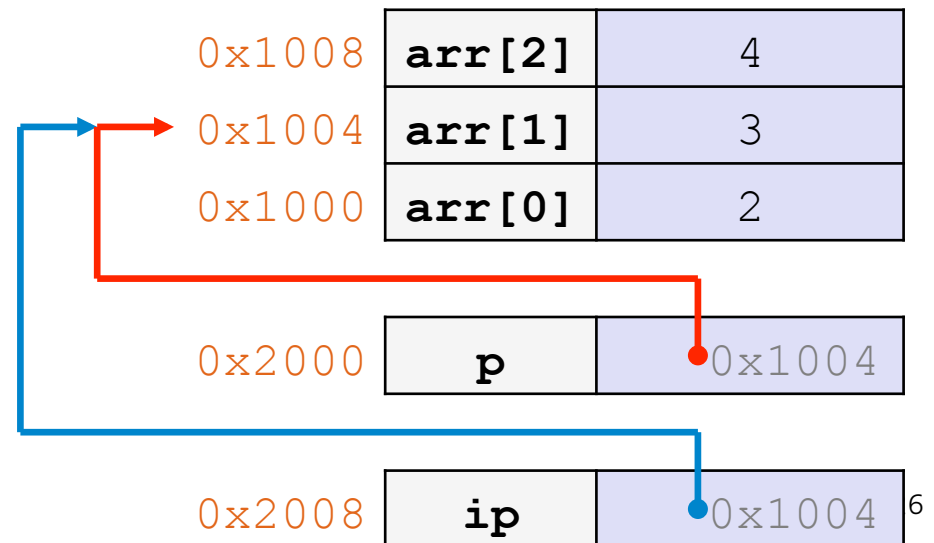 0x1008 arr[2] 4
0x1004 arr[1] 3
0x1000 arr[0] 2
0x2000 p 0x1004
0x2008 ip 0x1004 6